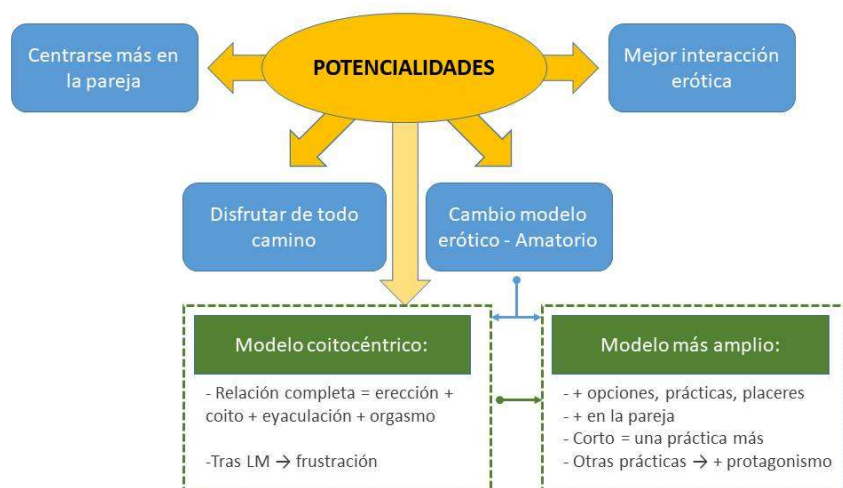 Centrarse más en
la pareja
POTENCIALIDADES
Mejor interacción
erótica
Disfrutar de todo
camino
Cambio modelo
erótico - Amatorio
Modelo coitocéntrico:
- Relación completa = erección +
coito + eyaculación + orgasmo
-Tras LM → frustración
Modelo más amplio:
- + opciones, prácticas, placeres
- + en la pareja
- Corto = una práctica más
- Otras prácticas → + protagonismo